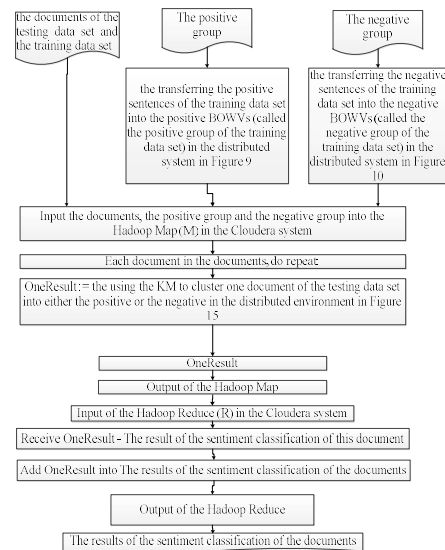 the documents of the
testing data set and
the training data set
The positive
group
The negative
group
the transferring the positive
sentences of the training data set
into the positive BOWVs (called
the positive group of the training
data set) in the distributed
system in Figure 9
the transferring the negative
sentences of the training
data set into the negative
BOWVs (called the
negative group of the
training data set) in the
distributed system in Figure
10
Input the documents, the positive group and the negative group into the
Hadoop Map (M) in the Cloudera system
Each document in the documents, do repeat:
OneResult := the using the KM to cluster one document of the testing data set
into either the positive or the negative in the distributed environment in Figure
15
OneResult
Output of the Hadoop Map
Input of the Hadoop Reduce (R) in the Cloudera system
Receive OneResult – The result of the sentiment classification of this document
Add OneResult into The results of the sentiment classification of the documents
Output of the Hadoop Reduce
The results of the sentiment classification of the documents